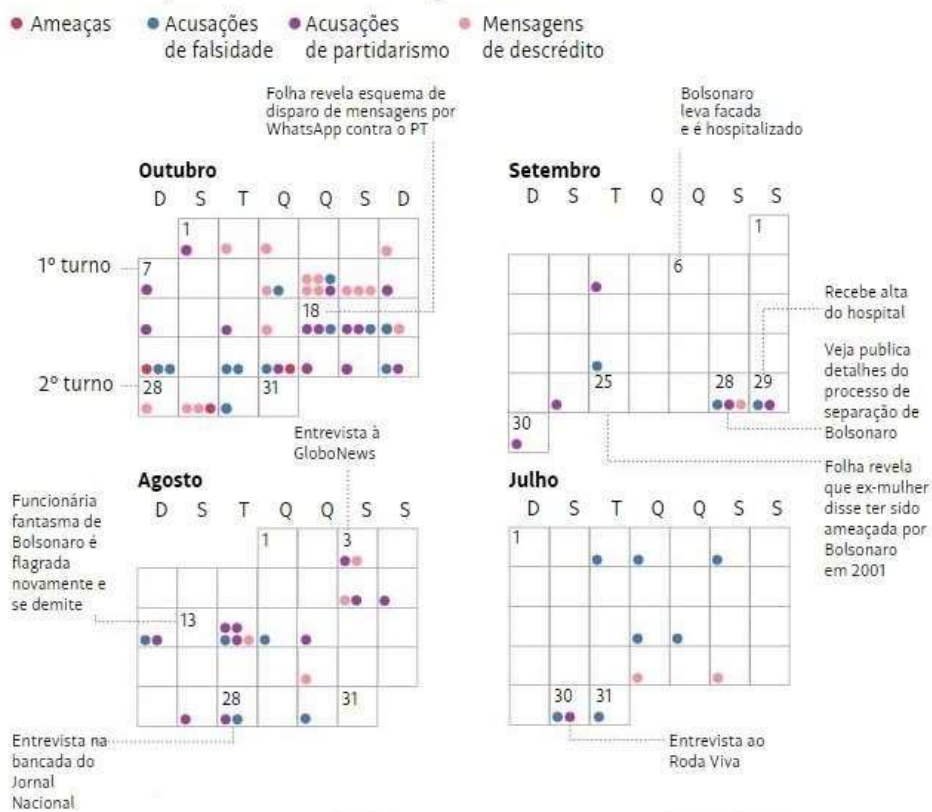 Ameaças
Acusações
de falsidade
Acusações
de partidarismo
Mensagens
de descrédito
Folha revela esquema de
disparo de mensagens por
WhatsApp contra o PT
Outubro
D S T Q Q S D
1
1º turno
7
18
2º turno
28 31
Bolsonaro
leva facada
e é hospitalizado
Setembro
D S T Q Q S S
1
6
25 28 29
30
Recebe alta
do hospital
Veja publica
detalhes do
processo de
separação de
Bolsonaro
Folha revela
que ex-mulher
disse ter sido
ameaçada por
Bolsonaro
em 2001
Entrevista à
GloboNews
Agosto
D S T Q Q S S
1 3
Funcionária
fantasma de
Bolsonaro é
flagrada
novamente e
se demite
13
28 31
Entrevista na
bancada do
Jornal
Nacional
Julho
D S T Q Q S S
1
30 31
Entrevista ao
Roda Viva